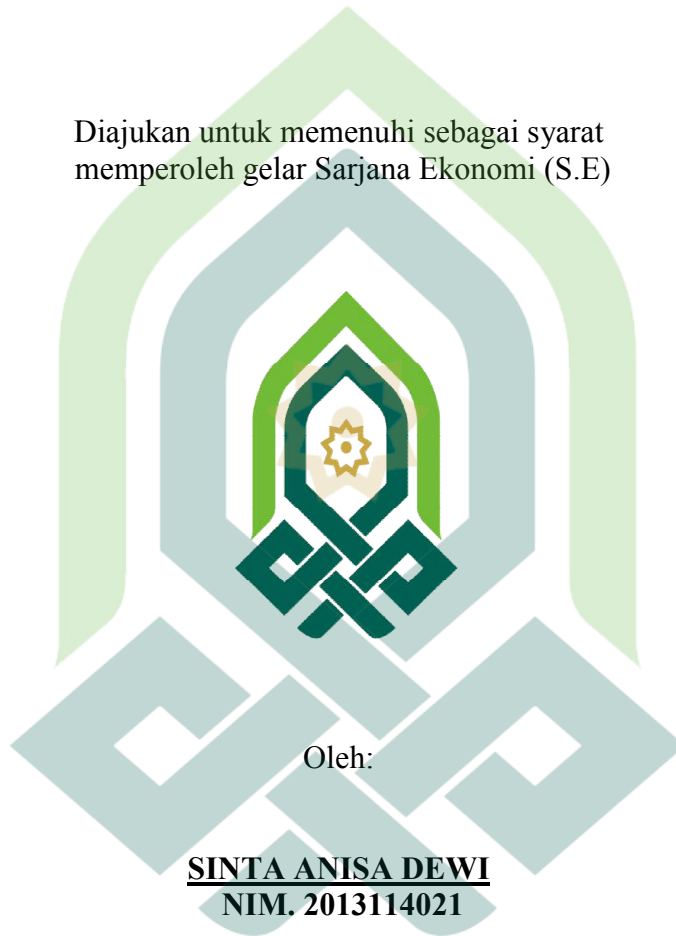 Diajukan untuk memenuhi sebagai syarat
memperoleh gelar Sarjana Ekonomi (S.E)
Oleh:
SINTA ANISA DEWI
NIM. 2013114021